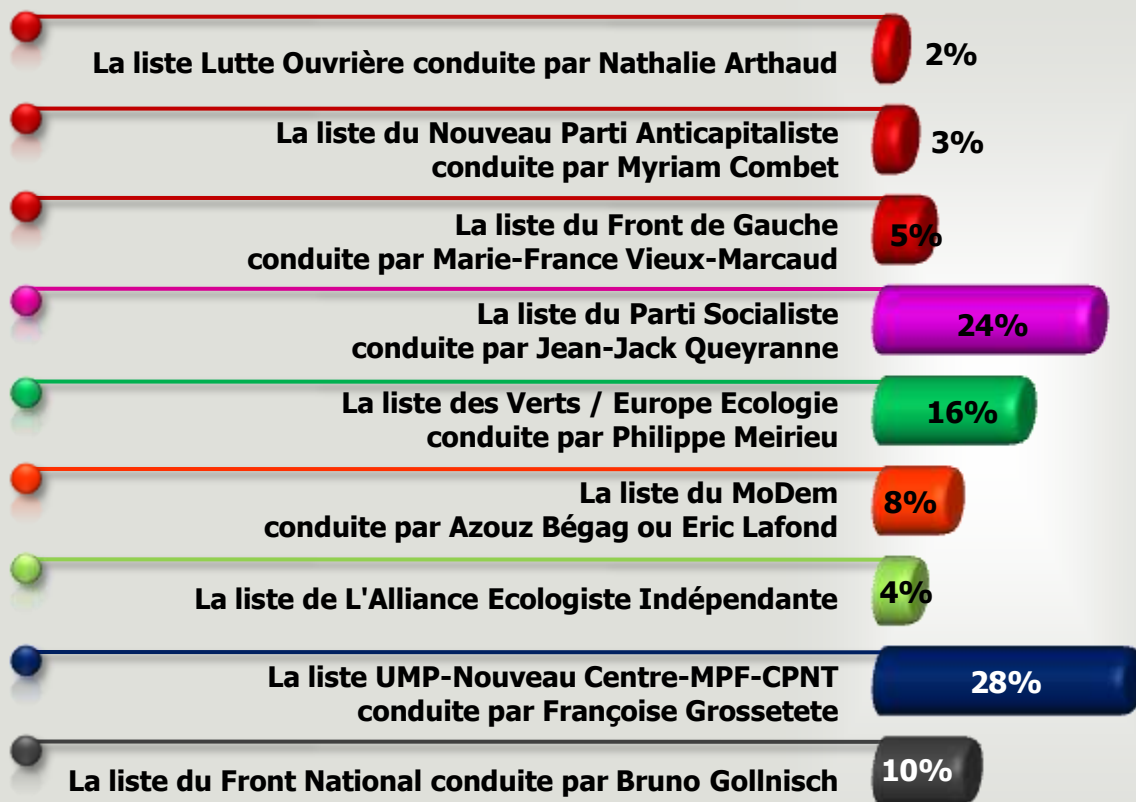 La liste Lutte Ouvrière conduite par Nathalie Arthaud 2%
La liste du Nouveau Parti Anticapitaliste
conduite par Myriam Combet 3%
La liste du Front de Gauche
conduite par Marie-France Vieux-Marcaud 5%
La liste du Parti Socialiste
conduite par Jean-Jack Queyranne 24%
La liste des Verts / Europe Ecologie
conduite par Philippe Meirieu 16%
La liste du MoDem
conduite par Azouz Bégag ou Eric Lafond 8%
La liste de L'Alliance Ecologiste Indépendante 4%
La liste UMP-Nouveau Centre-MPF-CPNT
conduite par Françoise Grossetete 28%
La liste du Front National conduite par Bruno Gollnisch 10%